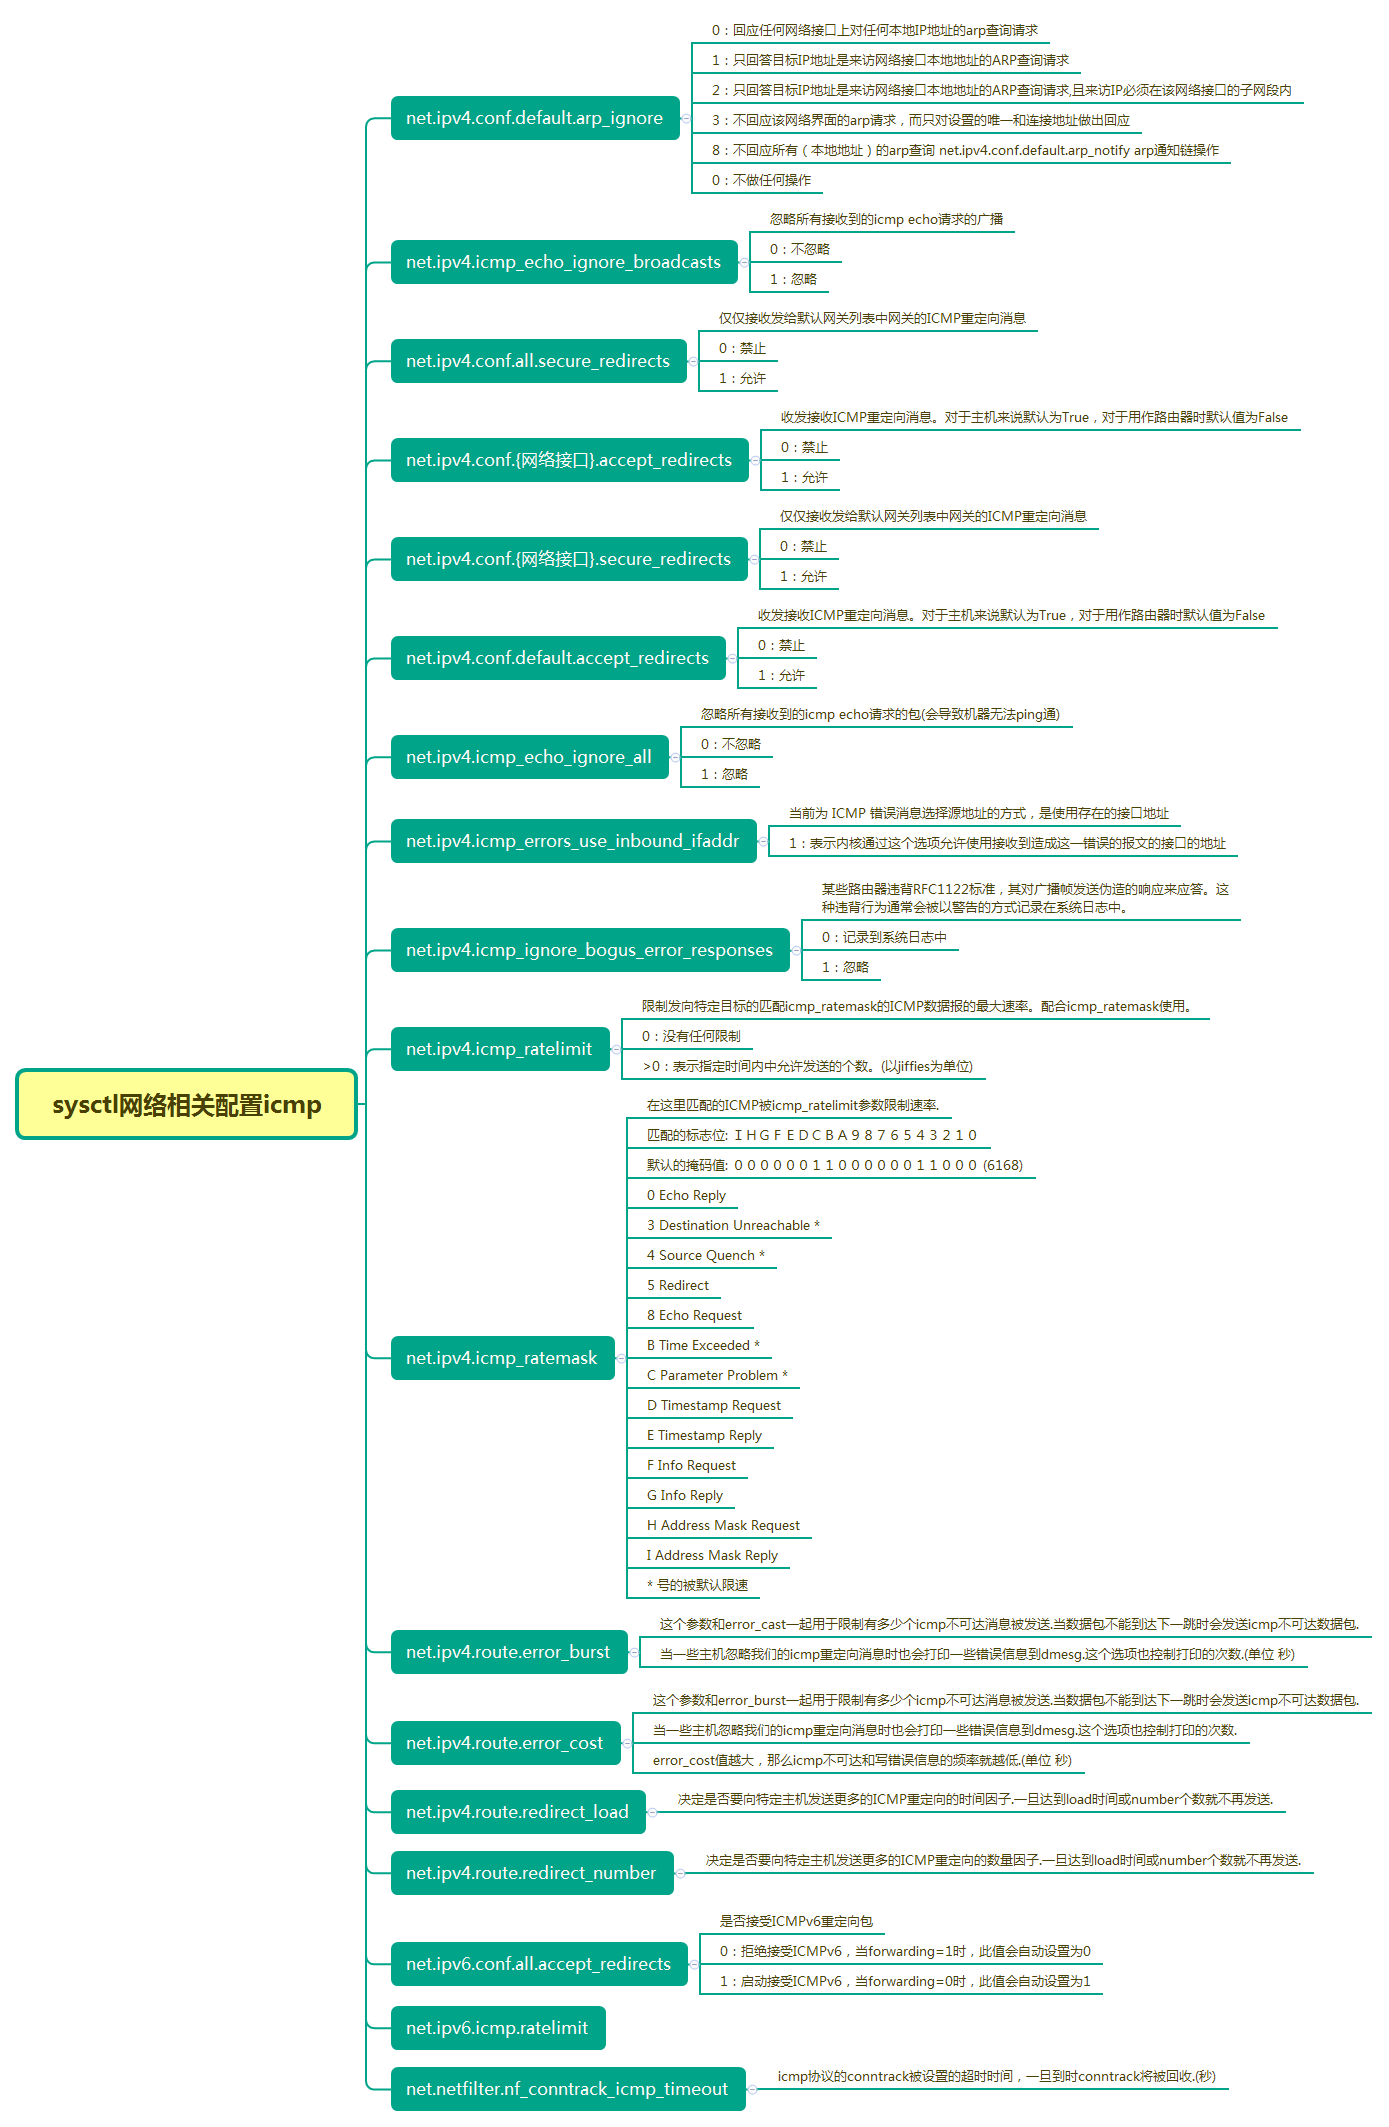 sysctl网络相关配置icmp
net.ipv4.conf.default.arp_ignore
0：回应任何网络接口上对任何本地IP地址的arp查询请求
1：只回答目标IP地址是来访网络接口本地地址的ARP查询请求
2：只回答目标IP地址是来访网络接口本地地址的ARP查询请求,且来访IP必须在该网络接口的子网段内
3：不回应该网络界面的arp请求，而只对设置的唯一和连接地址做出回应
8：不回应所有（本地地址）的arp查询 net.ipv4.conf.default.arp_notify arp通知链操作
0：不做任何操作
net.ipv4.icmp_echo_ignore_broadcasts
忽略所有接收到的icmp echo请求的广播
0：不忽略
1：忽略
net.ipv4.conf.all.secure_redirects
仅仅接收发给默认网关列表中网关的ICMP重定向消息
0：禁止
1：允许
net.ipv4.conf.{网络接口}.accept_redirects
收发接收ICMP重定向消息。对于主机来说默认为True，对于用作路由器时默认值为False
0：禁止
1：允许
net.ipv4.conf.{网络接口}.secure_redirects
仅仅接收发给默认网关列表中网关的ICMP重定向消息
0：禁止
1：允许
net.ipv4.conf.default.accept_redirects
收发接收ICMP重定向消息。对于主机来说默认为True，对于用作路由器时默认值为False
0：禁止
1：允许
net.ipv4.icmp_echo_ignore_all
忽略所有接收到的icmp echo请求的包(会导致机器无法ping通)
0：不忽略
1：忽略
net.ipv4.icmp_errors_use_inbound_ifaddr
当前为 ICMP 错误消息选择源地址的方式，是使用存在的接口地址
1：表示内核通过这个选项允许使用接收到造成这一错误的报文的接口的地址
net.ipv4.icmp_ignore_bogus_error_responses
某些路由器违背RFC1122标准，其对广播帧发送伪造的响应来应答。这
种违背行为通常会被以警告的方式记录在系统日志中。
0：记录到系统日志中
1：忽略
net.ipv4.icmp_ratelimit
限制发向特定目标的匹配icmp_ratemask的ICMP数据报的最大速率。配合icmp_ratemask使用。
0：没有任何限制
>0：表示指定时间内中允许发送的个数。(以jiffies为单位)
net.ipv4.icmp_ratemask
在这里匹配的ICMP被icmp_ratelimit参数限制速率.
匹配的标志位: I H G F E D C B A 9 8 7 6 5 4 3 2 1 0
默认的掩码值: 0 0 0 0 0 0 1 1 0 0 0 0 0 0 1 1 0 0 0 (6168)
0 Echo Reply
3 Destination Unreachable *
4 Source Quench *
5 Redirect
8 Echo Request
B Time Exceeded *
C Parameter Problem *
D Timestamp Request
E Timestamp Reply
F Info Request
G Info Reply
H Address Mask Request
I Address Mask Reply
* 号的被默认限速
net.ipv4.route.error_burst
这个参数和error_cast一起用于限制有多少个icmp不可达消息被发送.当数据包不能到达下一跳时会发送icmp不可达数据包.
当一些主机忽略我们的icmp重定向消息时也会打印一些错误信息到dmesg.这个选项也控制打印的次数.(单位 秒)
net.ipv4.route.error_cost
这个参数和error_burst一起用于限制有多少个icmp不可达消息被发送.当数据包不能到达下一跳时会发送icmp不可达数据包.
当一些主机忽略我们的icmp重定向消息时也会打印一些错误信息到dmesg.这个选项也控制打印的次数.
error_cost值越大，那么icmp不可达和写错误信息的频率就越低.(单位 秒)
net.ipv4.route.redirect_load
决定是否要向特定主机发送更多的ICMP重定向的时间因子.一旦达到load时间或number个数就不再发送.
net.ipv4.route.redirect_number
决定是否要向特定主机发送更多的ICMP重定向的数量因子.一旦达到load时间或number个数就不再发送.
net.ipv6.conf.all.accept_redirects
是否接受ICMPv6重定向包
0：拒绝接受ICMPv6，当forwarding=1时，此值会自动设置为0
1：启动接受ICMPv6，当forwarding=0时，此值会自动设置为1
net.ipv6.icmp.ratelimit
net.netfilter.nf_conntrack_icmp_timeout
icmp协议的conntrack被设置的超时时间，一旦到时conntrack将被回收.(秒)